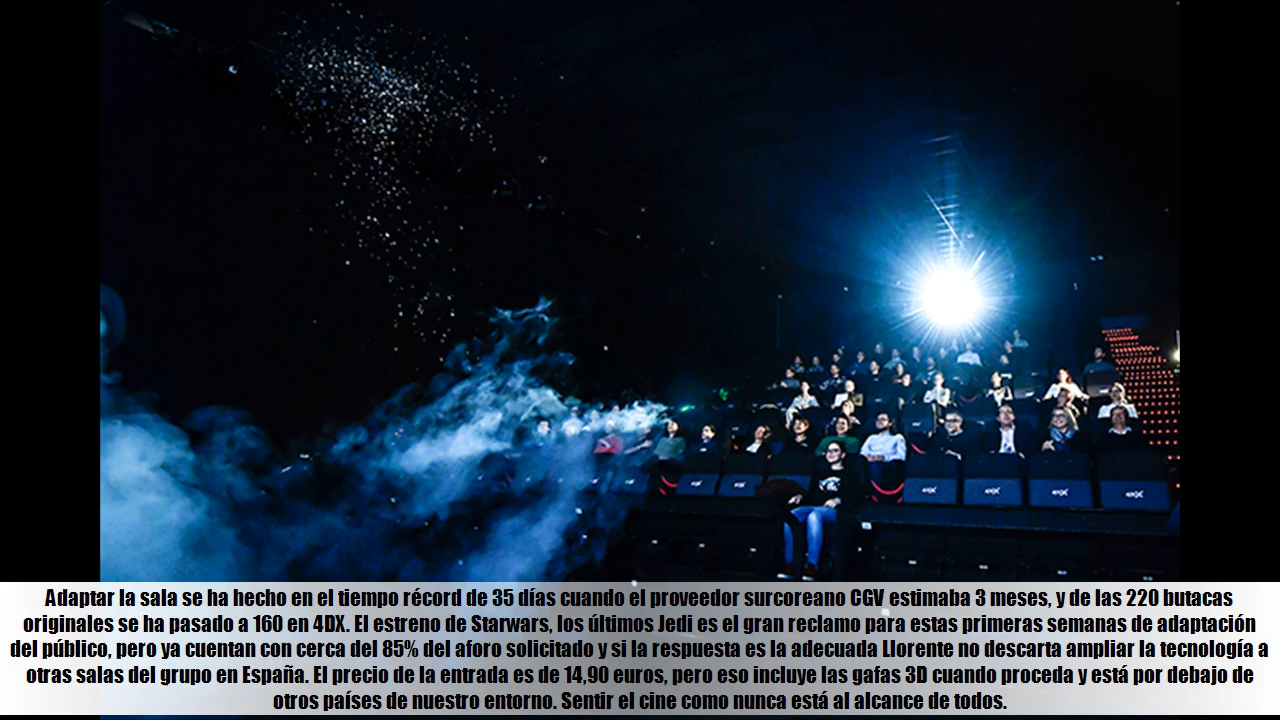 Adaptar la sala se ha hecho en el tiempo récord de 35 días cuando el proveedor surcoreano CGV estimaba 3 meses, y de las 220 butacas
originales se ha pasado a 160 en 4DX. El estreno de Starwars, los últimos Jedi es el gran reclamo para estas primeras semanas de adaptación
del público, pero ya cuentan con cerca del 85% del aforo solicitado y si la respuesta es la adecuada Llorente no descarta ampliar la tecnología a
otras salas del grupo en España. El precio de la entrada es de 14,90 euros, pero eso incluye las gafas 3D cuando proceda y está por debajo de
otros países de nuestro entorno. Sentir el cine como nunca está al alcance de todos.
4DX
4DX
4DX
4DX
4DX
4DX